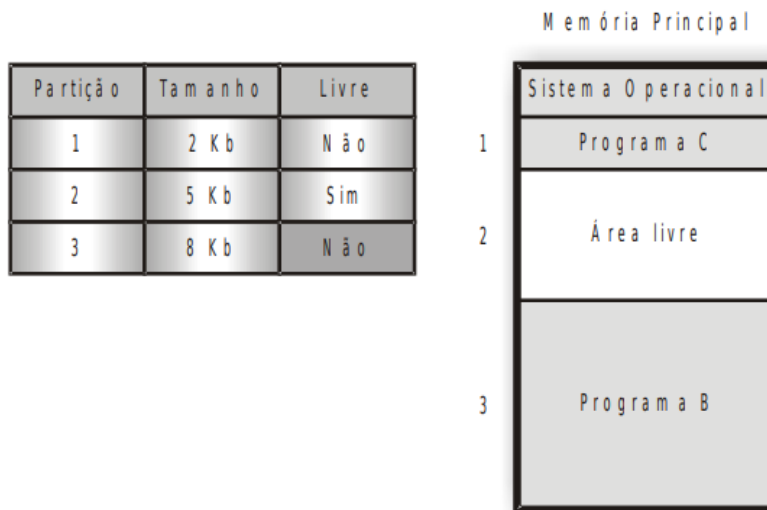 Memória Principal
Partição Tamanho Livre
1 2 Kb Não
2 5 Kb Sim
3 8 Kb Não
Sistema Operacional
1 Programa C
2 Área livre
3 Programa B